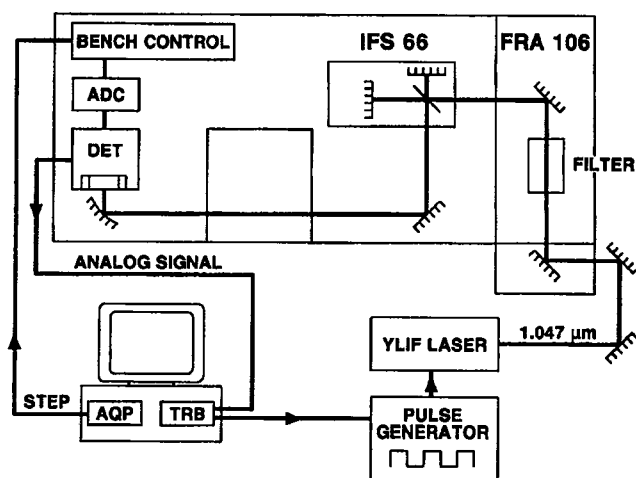 BENCH CONTROL
IFS 66
FRA 106
ADC
DET
FILTER
ANALOG SIGNAL
1.047 µm
YLIF LASER
STEP
AQP
TRB
PULSE
GENERATOR